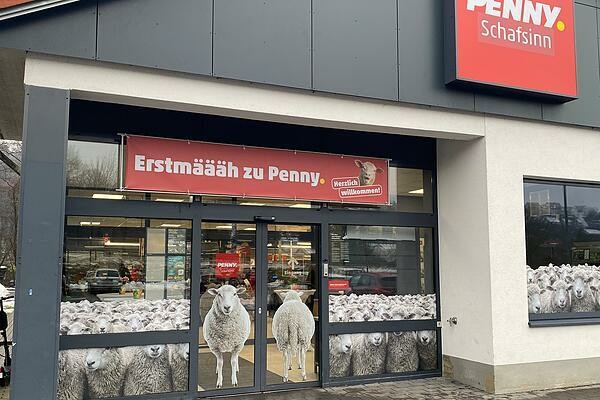 PENNY.
Schafsinn
Erstmäääh zu Penny.
Herzlich
willkommen!
PENNY.